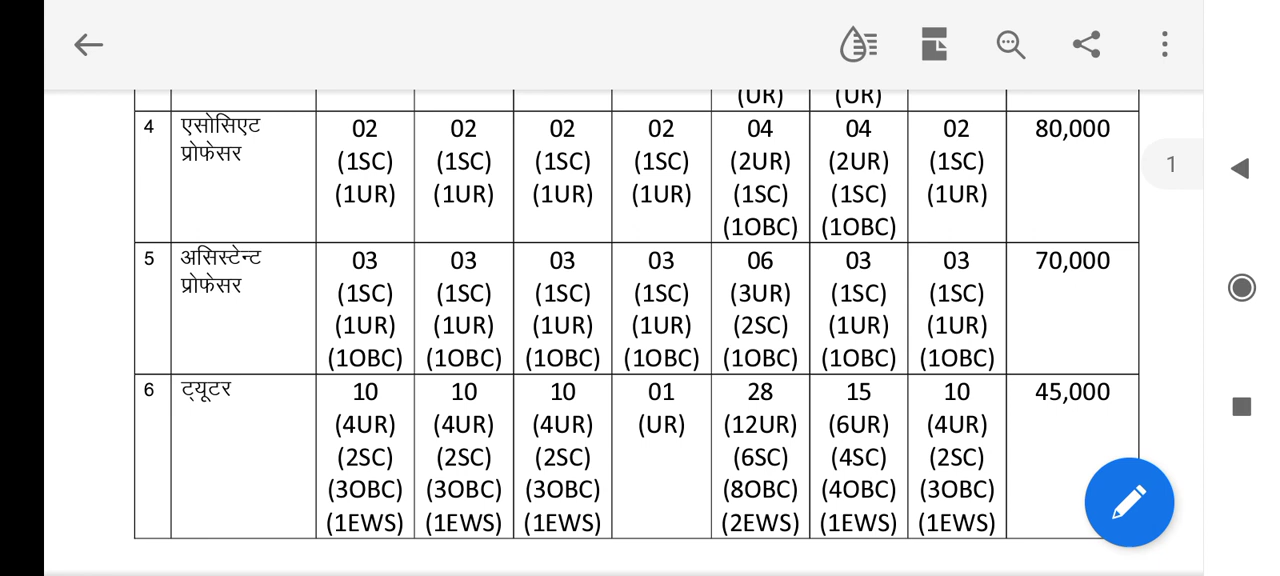 (UR) (UR)
4 एसोसिएट 02 02 02 02 04 04 02 80,000
प्रोफेसर (1SC) (1SC) (1SC) (1SC) (2UR) (2UR) (1SC)
(1UR) (1UR) (1UR) (1UR) (1SC) (1SC) (1UR)
(1OBC) (1OBC)
5 असिस्टेन्ट 03 03 03 03 06 03 03 70,000
प्रोफेसर (1SC) (1SC) (1SC) (1SC) (3UR) (1SC) (1SC)
(1UR) (1UR) (1UR) (1UR) (2SC) (1UR) (1UR)
(1OBC) (1OBC) (1OBC) (1OBC) (1OBC) (1OBC) (1OBC)
6 ट्यूटर 10 10 10 01 28 15 10 45,000
(4UR) (4UR) (4UR) (UR) (12UR) (6UR) (4UR)
(2SC) (2SC) (2SC) (6SC) (4SC) (2SC)
(3OBC) (3OBC) (3OBC) (8OBC) (4OBC) (3OBC)
(1EWS) (1EWS) (1EWS) (2EWS) (1EWS) (1EWS)
1